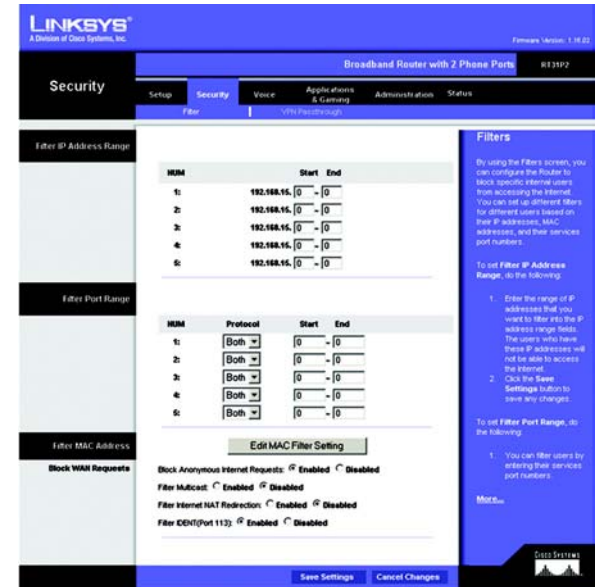 LINKSYS®
A Division of Cisco Systems, Inc.
Firmware Version: 1.16.02
Broadband Router with 2 Phone Ports RT31P2
Security
Setup Security Voice Applications & Gaming Administration Status
Filter VPN Passthrough
Filter IP Address Range
NUM Start End
1: 192.168.15. 0 ~ 0
2: 192.168.15. 0 ~ 0
3: 192.168.15. 0 ~ 0
4: 192.168.15. 0 ~ 0
5: 192.168.15. 0 ~ 0
Filter Port Range
NUM Protocol Start End
1: Both 0 ~ 0
2: Both 0 ~ 0
3: Both 0 ~ 0
4: Both 0 ~ 0
5: Both 0 ~ 0
Filter MAC Address
Edit MAC Filter Setting
Block WAN Requests
Block Anonymous Internet Requests: Enabled Disabled
Filter Multicast: Enabled Disabled
Filter Internet NAT Redirection: Enabled Disabled
Filter IDENT(Port 113): Enabled Disabled
Save Settings Cancel Changes
Filters
By using the Filters screen, you
can configure the Router to
block specific internal users
from accessing the Internet.
You can set up different filters
for different users based on
their IP addresses, MAC
addresses, and their services
port numbers.
To set Filter IP Address
Range, do the following:
1. Enter the range of IP
addresses that you
want to filter into the IP
address range fields.
The users who have
these IP addresses will
not be able to access
the Internet.
2. Click the Save
Settings button to
save any changes.
To set Filter Port Range, do
the following:
1. You can filter users by
entering their services
port numbers.
More...
CISCO SYSTEMS